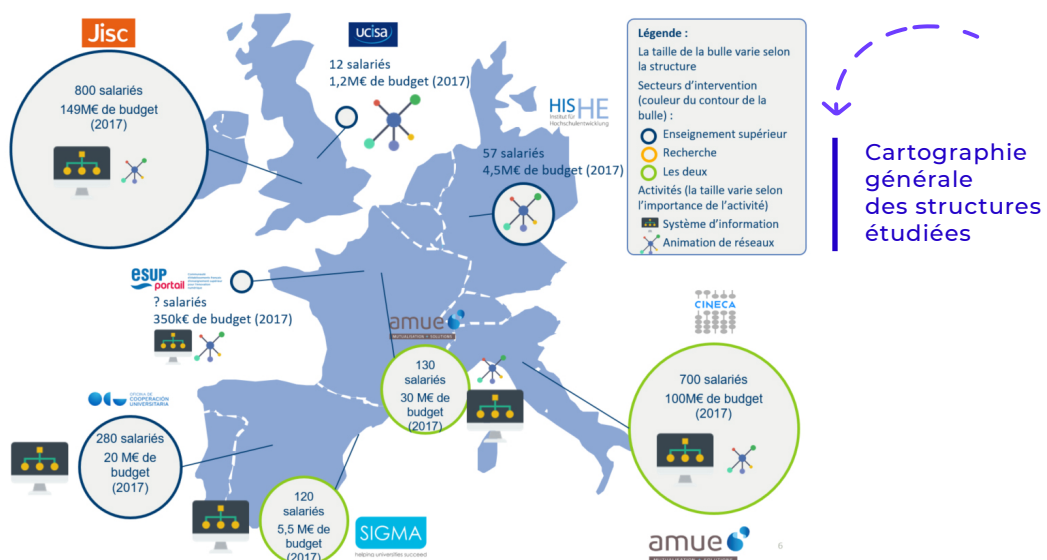 Jisc
800 salariés
149M€ de budget
(2017)
ucisa
12 salariés
1,2M€ de budget (2017)
HISHE
Institut für
Hochschulentwicklung
57 salariés
4,5M€ de budget (2017)
Légende :
La taille de la bulle varie selon
la structure
Secteurs d’intervention
(couleur du contour de la
bulle) :
Enseignement supérieur
Recherche
Les deux
Activités (la taille varie selon
l’importance de l’activité)
Système d’information
Animation de réseaux
Cartographie
générale
des structures
étudiées
esup
portail
? salariés
350k€ de budget (2017)
amue
MUTUALISATION & SOLUTIONS
130
salariés
30 M€ de
budget
(2017)
CINECA
700 salariés
100M€ de budget
(2017)
OFICINA DE
COOPERACIÓN
UNIVERSITARIA
280 salariés
20 M€ de
budget
(2017)
120
salariés
5,5 M€ de
budget
(2017)
SIGMA
helping universities succeed
amue
6